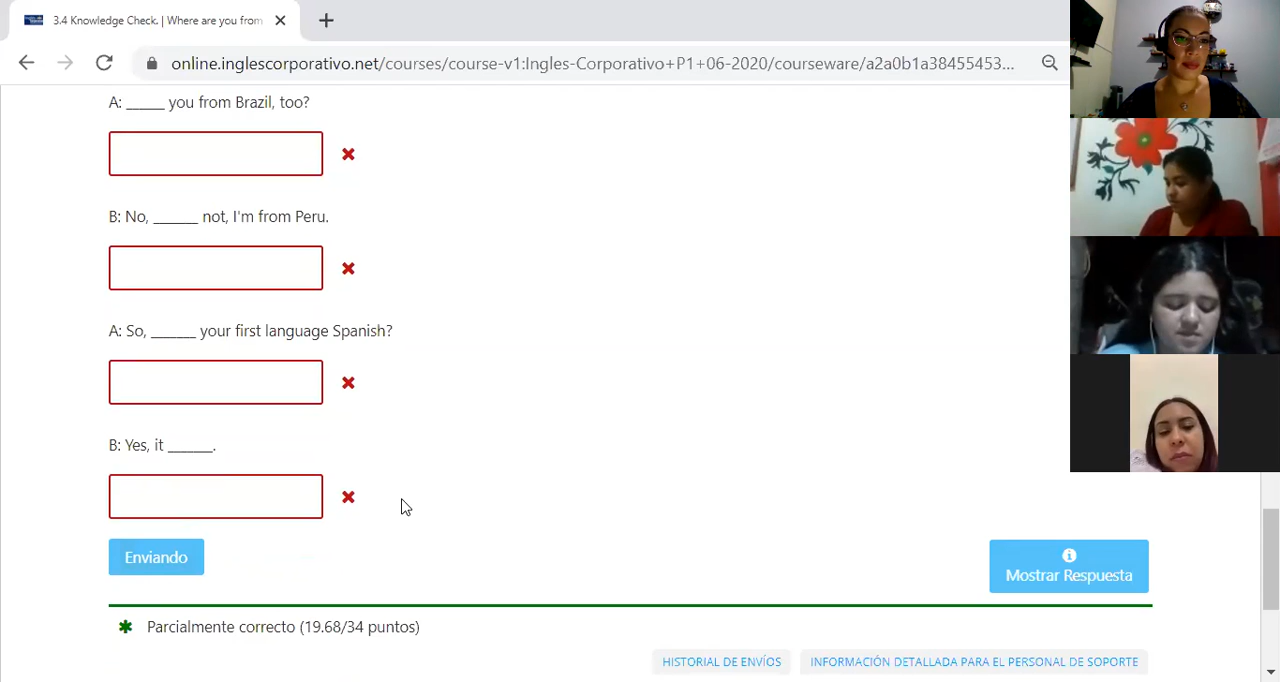 3.4 Knowledge Check. | Where are you from
online.inglescorporativo.net/courses/course-v1:Ingles-Corporativo+P1+06-2020/courseware/a2a0b1a38455453...
A: _____ you from Brazil, too?
B: No, ______ not, I'm from Peru.
A: So, ______ your first language Spanish?
B: Yes, it ______.
Enviando
Mostrar Respuesta
Parcialmente correcto (19.68/34 puntos)
HISTORIAL DE ENVÍOS
INFORMACIÓN DETALLADA PARA EL PERSONAL DE SOPORTE